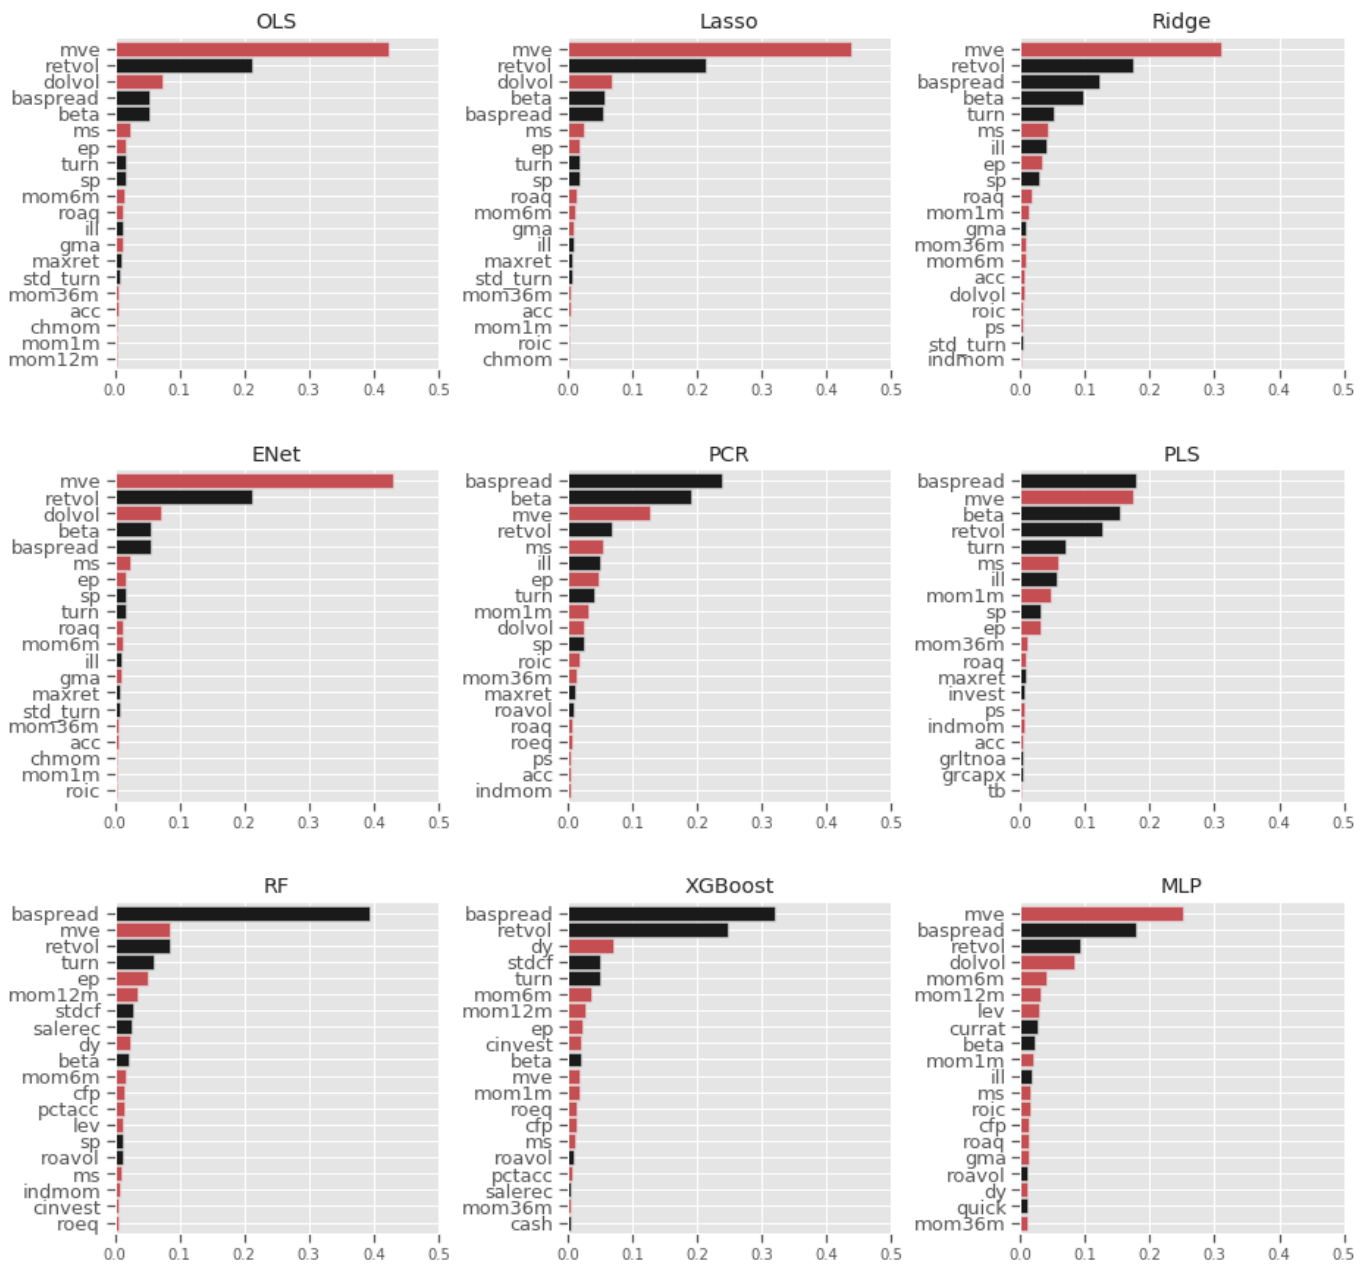 OLS
mve
retvol
dolvol
baspread
beta
ms
ep
turn
sp
mom6m
roaq
ill
gma
maxret
std_turn
mom36m
acc
chmom
mom1m
mom12m
0.0 0.1 0.2 0.3 0.4 0.5
Lasso
mve
retvol
dolvol
beta
baspread
ms
ep
turn
sp
roaq
mom6m
gma
ill
maxret
std_turn
mom36m
acc
mom1m
roic
chmom
0.0 0.1 0.2 0.3 0.4 0.5
Ridge
mve
retvol
baspread
beta
turn
ms
ill
ep
sp
roaq
mom1m
gma
mom36m
mom6m
acc
dolvol
roic
ps
std_turn
indmom
0.0 0.1 0.2 0.3 0.4 0.5
ENet
mve
retvol
dolvol
beta
baspread
ms
ep
sp
turn
roaq
mom6m
ill
gma
maxret
std_turn
mom36m
acc
chmom
mom1m
roic
0.0 0.1 0.2 0.3 0.4 0.5
PCR
baspread
beta
mve
retvol
ms
ill
ep
turn
mom1m
dolvol
sp
roic
mom36m
maxret
roavol
roaq
roeq
ps
acc
indmom
0.0 0.1 0.2 0.3 0.4 0.5
PLS
baspread
mve
beta
retvol
turn
ms
ill
mom1m
sp
ep
mom36m
roaq
maxret
invest
ps
indmom
acc
grltnoa
grcapx
tb
0.0 0.1 0.2 0.3 0.4 0.5
RF
baspread
mve
retvol
turn
ep
mom12m
stdcf
salerec
dy
beta
mom6m
cfp
pctacc
lev
sp
roavol
ms
indmom
cinvest
roeq
0.0 0.1 0.2 0.3 0.4 0.5
XGBoost
baspread
retvol
dy
stdcf
turn
mom6m
mom12m
ep
cinvest
beta
mve
mom1m
roeq
cfp
ms
roavol
pctacc
salerec
mom36m
cash
0.0 0.1 0.2 0.3 0.4 0.5
MLP
mve
baspread
retvol
dolvol
mom6m
mom12m
lev
currat
beta
mom1m
ill
ms
roic
cfp
roaq
gma
roavol
dy
quick
mom36m
0.0 0.1 0.2 0.3 0.4 0.5